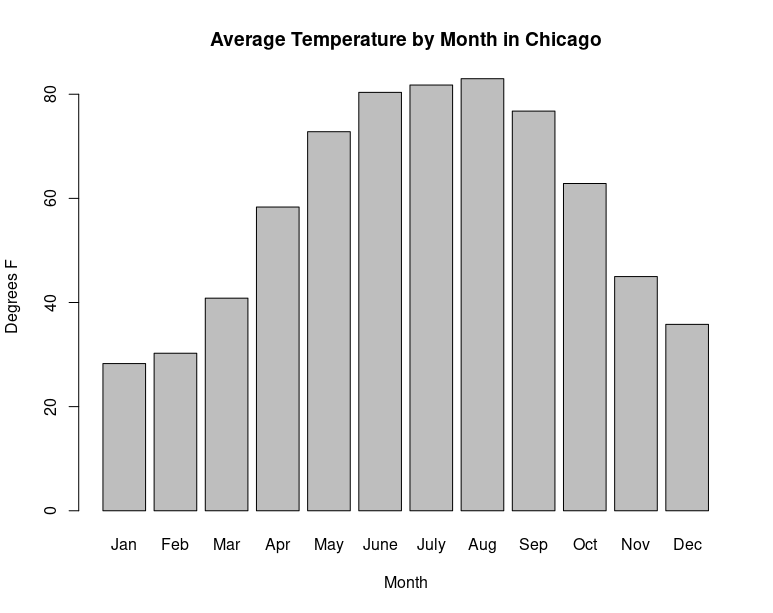 Average Temperature by Month in Chicago
Degrees F
80
60
40
20
0
Jan Feb Mar Apr May June July Aug Sep Oct Nov Dec
Month